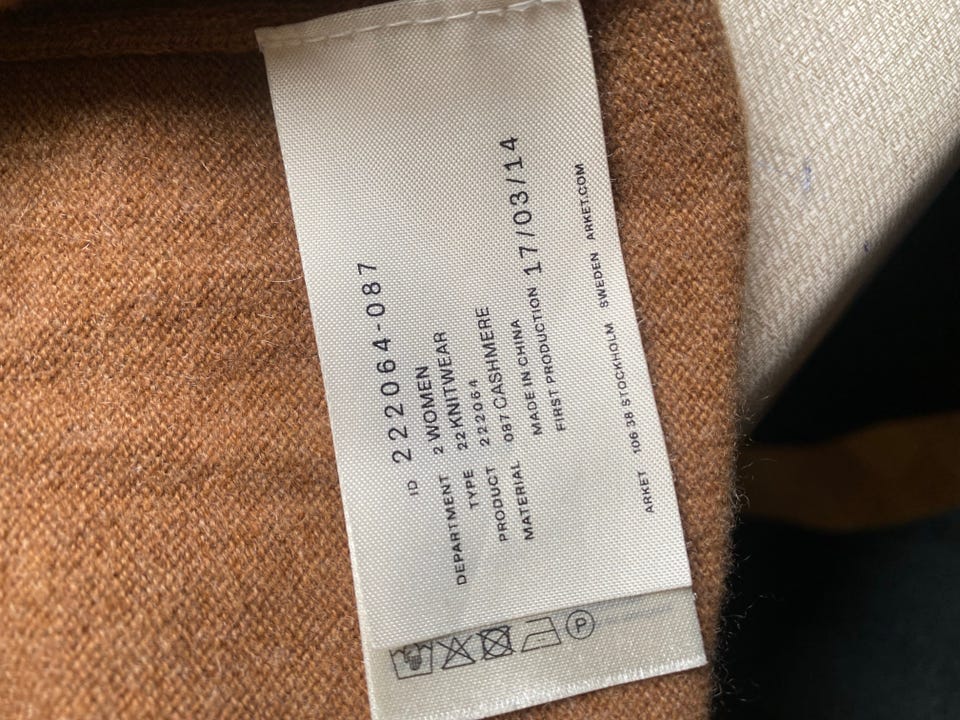 ID 222064-087
DEPARTMENT 2 WOMEN
TYPE 22 KNITWEAR
PRODUCT 222064
MATERIAL 087 CASHMERE
MADE IN CHINA
FIRST PRODUCTION 17/03/14
ARKET 106 38 STOCKHOLM SWEDEN ARKET.COM
P